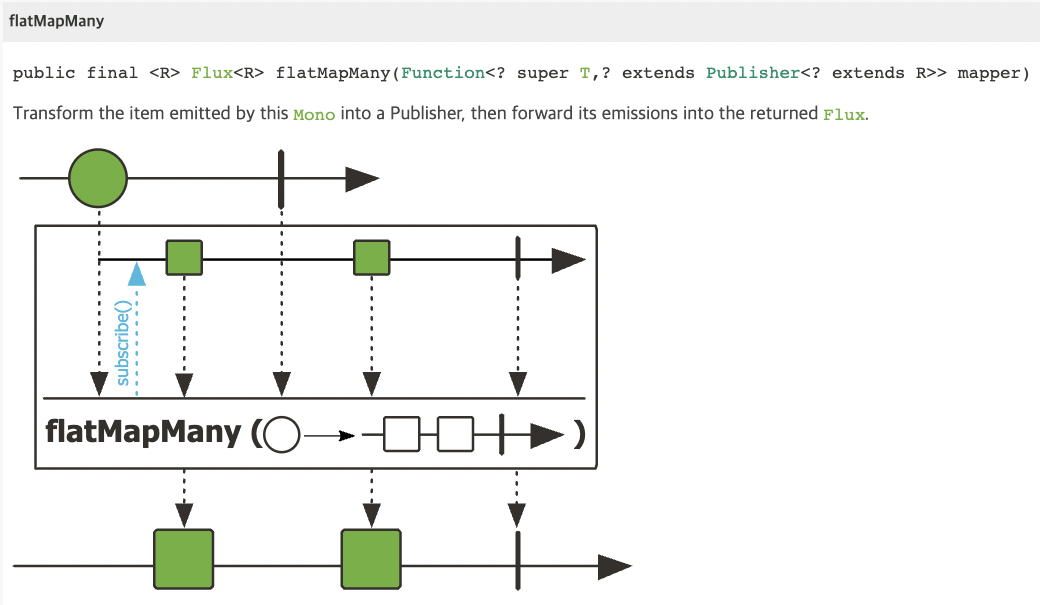 flatMapMany
public final <R> Flux<R> flatMapMany(Function<? super T,? extends Publisher<? extends R>> mapper)
Transform the item emitted by this Mono into a Publisher, then forward its emissions into the returned Flux.
subscribe()
flatMapMany ( )